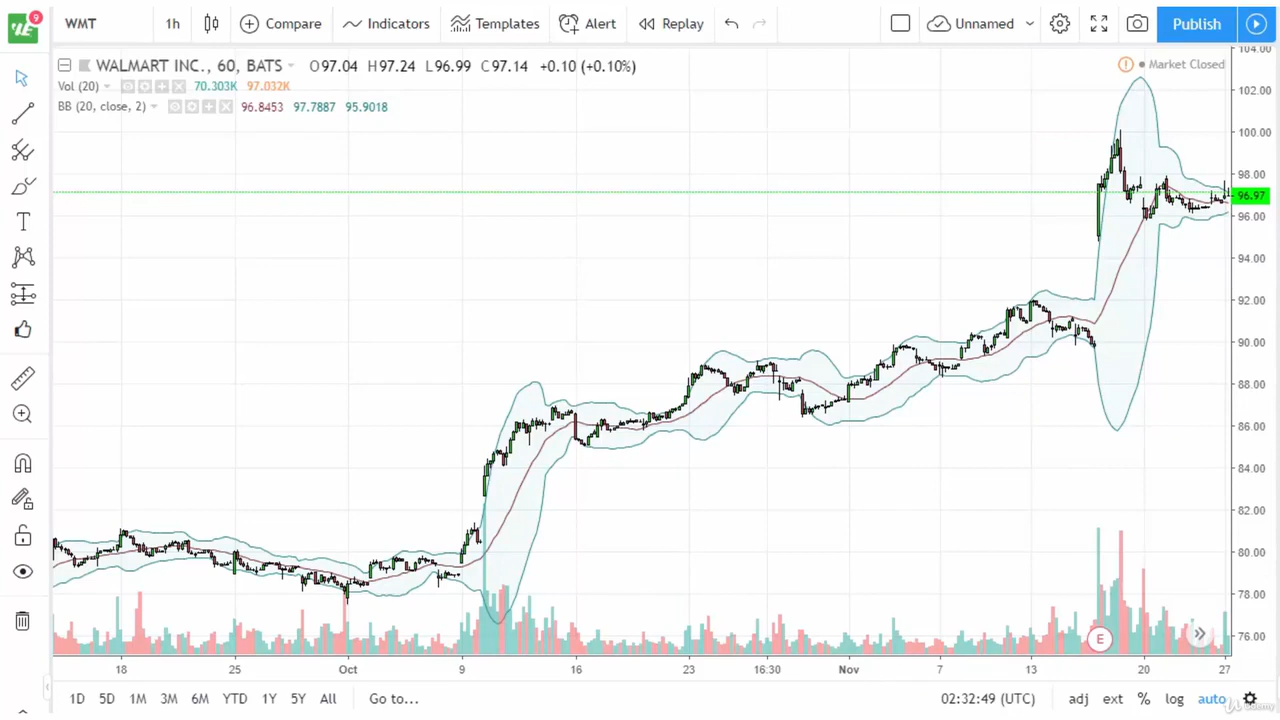 9
WMT 1h Compare Indicators Templates Alert Replay Unnamed Publish
WALMART INC., 60, BATS O97.04 H97.24 L96.99 C97.14 +0.10 (+0.10%)
Market Closed
Vol (20) 70.303K 97.032K
BB (20, close, 2) 96.8453 97.7887 95.9018
104.00
102.00
100.00
98.00
96.97
96.00
94.00
92.00
90.00
88.00
86.00
84.00
82.00
80.00
78.00
76.00
E
18 25 Oct 9 16 23 16:30 Nov 7 13 20 27
1D 5D 1M 3M 6M YTD 1Y 5Y All Go to... 02:32:49 (UTC) adj ext % log auto
Udemy